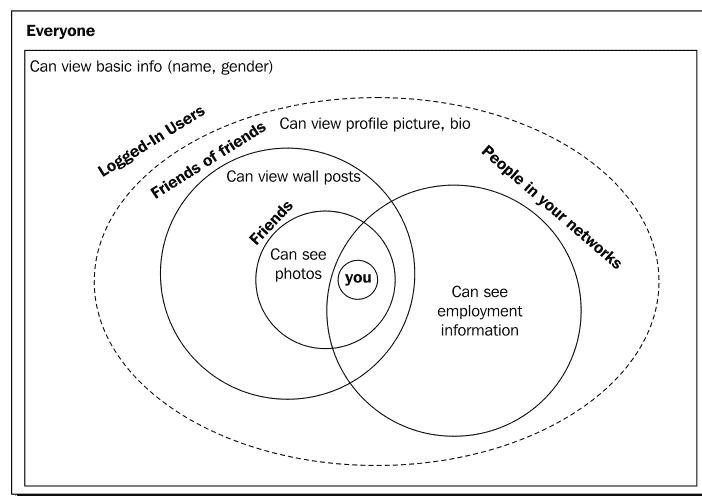 Everyone
Can view basic info (name, gender)
Logged-In Users
Can view profile picture, bio
Friends of friends
People in your networks
Can view wall posts
Friends
Can see
photos
you
Can see
employment
information